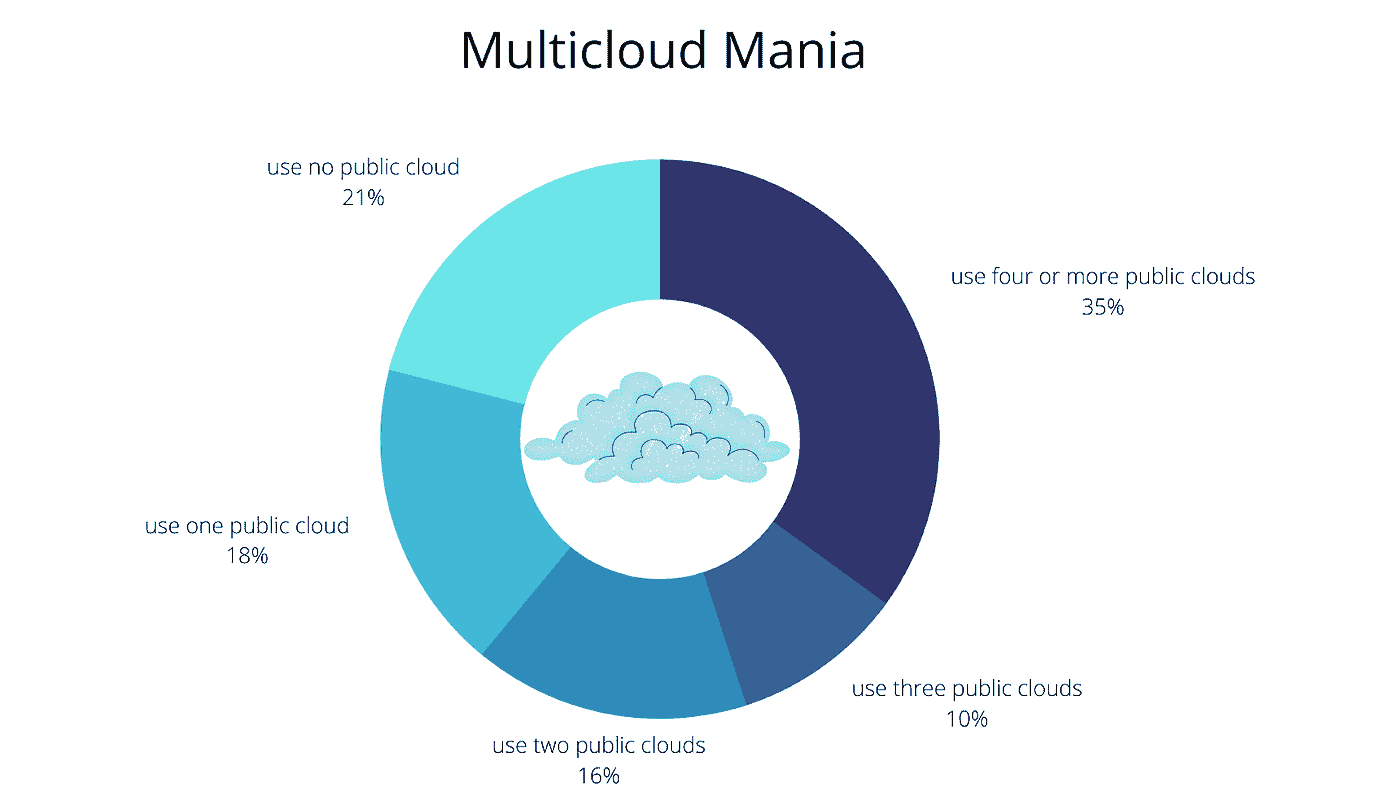 Multicloud Mania
use no public cloud
21%
use four or more public clouds
35%
use one public cloud
18%
use three public clouds
10%
use two public clouds
16%